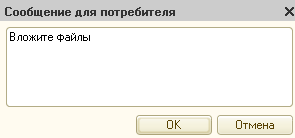 Сообщение для потребителя
Вложите файлы
OK
Отмена